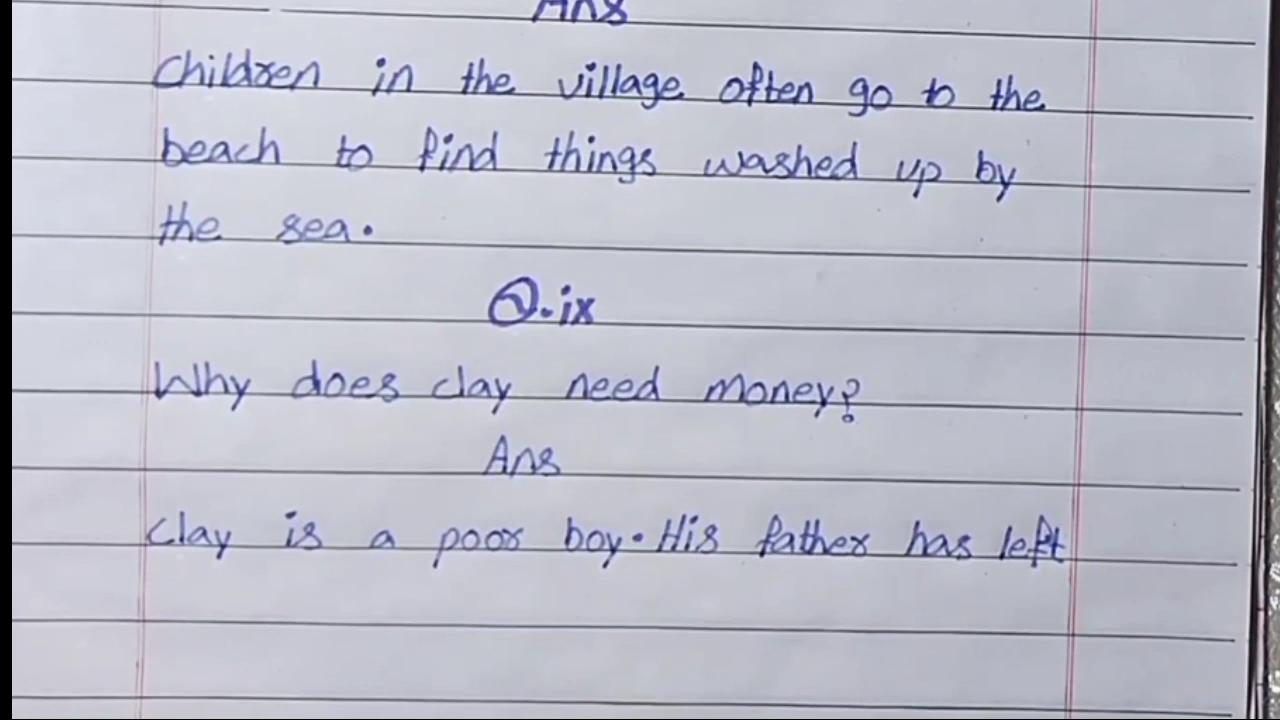 Ans
Children in the village often go to the
beach to find things washed up by
the sea.
Q.ix
Why does clay need money?
Ans
Clay is a poor boy. His father has left